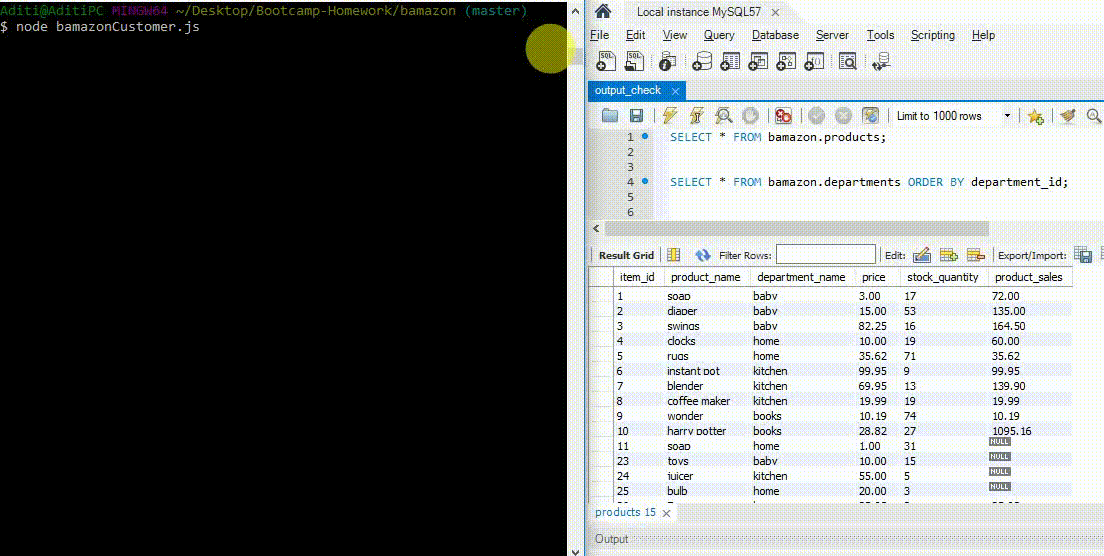 Aditi@AditiPC MINGW64 ~/Desktop/Bootcamp-Homework/bamazon (master)
$ node bamazonCustomer.js
Local instance MySQL57
File Edit View Query Database Server Tools Scripting Help
output_check
Limit to 1000 rows
1 SELECT * FROM bamazon.products;
2
3
4 SELECT * FROM bamazon.departments ORDER BY department_id;
5
6
Result Grid Filter Rows: Edit: Export/Import:
item_id product_name department_name price stock_quantity product_sales
1 soap baby 3.00 17 72.00
2 diaper baby 15.00 53 135.00
3 swings baby 82.25 16 164.50
4 clocks home 10.00 19 60.00
5 rugs home 35.62 71 35.62
6 instant pot kitchen 99.95 9 99.95
7 blender kitchen 69.95 13 139.90
8 coffee maker kitchen 19.99 19 19.99
9 wonder books 10.19 74 10.19
10 harry potter books 28.82 27 1095.16
11 soap home 1.00 31 NULL
23 toys baby 10.00 15 NULL
24 juicer kitchen 55.00 5 NULL
25 bulb home 20.00 3 NULL
products 15
Output